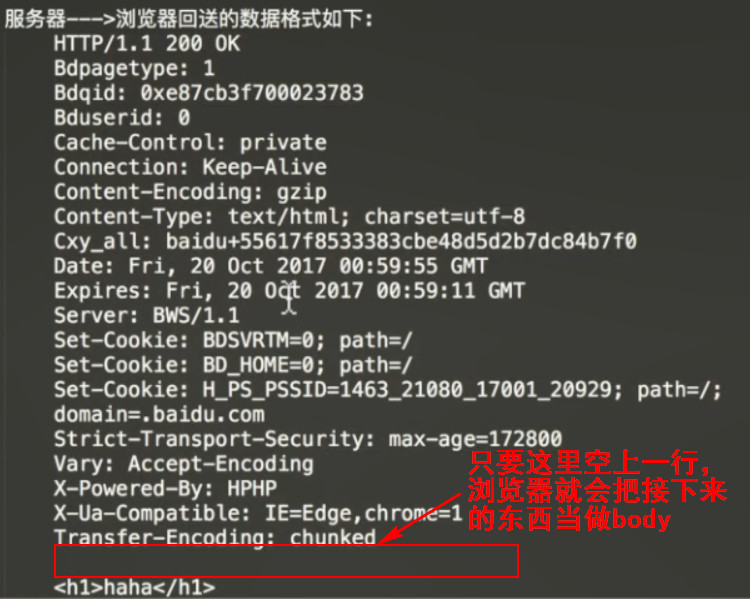 服务器--->浏览器回送的数据格式如下:
HTTP/1.1 200 OK
Bdpagetype: 1
Bdqid: 0xe87cb3f700023783
Bduserid: 0
Cache-Control: private
Connection: Keep-Alive
Content-Encoding: gzip
Content-Type: text/html; charset=utf-8
Cxy_all: baidu+55617f8533383cbe48d5d2b7dc84b7f0
Date: Fri, 20 Oct 2017 00:59:55 GMT
Expires: Fri, 20 Oct 2017 00:59:11 GMT
Server: BWS/1.1
Set-Cookie: BDSVRTM=0; path=/
Set-Cookie: BD_HOME=0; path=/
Set-Cookie: H_PS_PSSID=1463_21080_17001_20929; path=/;
domain=.baidu.com
Strict-Transport-Security: max-age=172800
Vary: Accept-Encoding
X-Powered-By: HPHP
X-Ua-Compatible: IE=Edge,chrome=1
Transfer-Encoding: chunked
只要这里空上一行，
浏览器就会把接下来
的东西当做body
<h1>haha</h1>